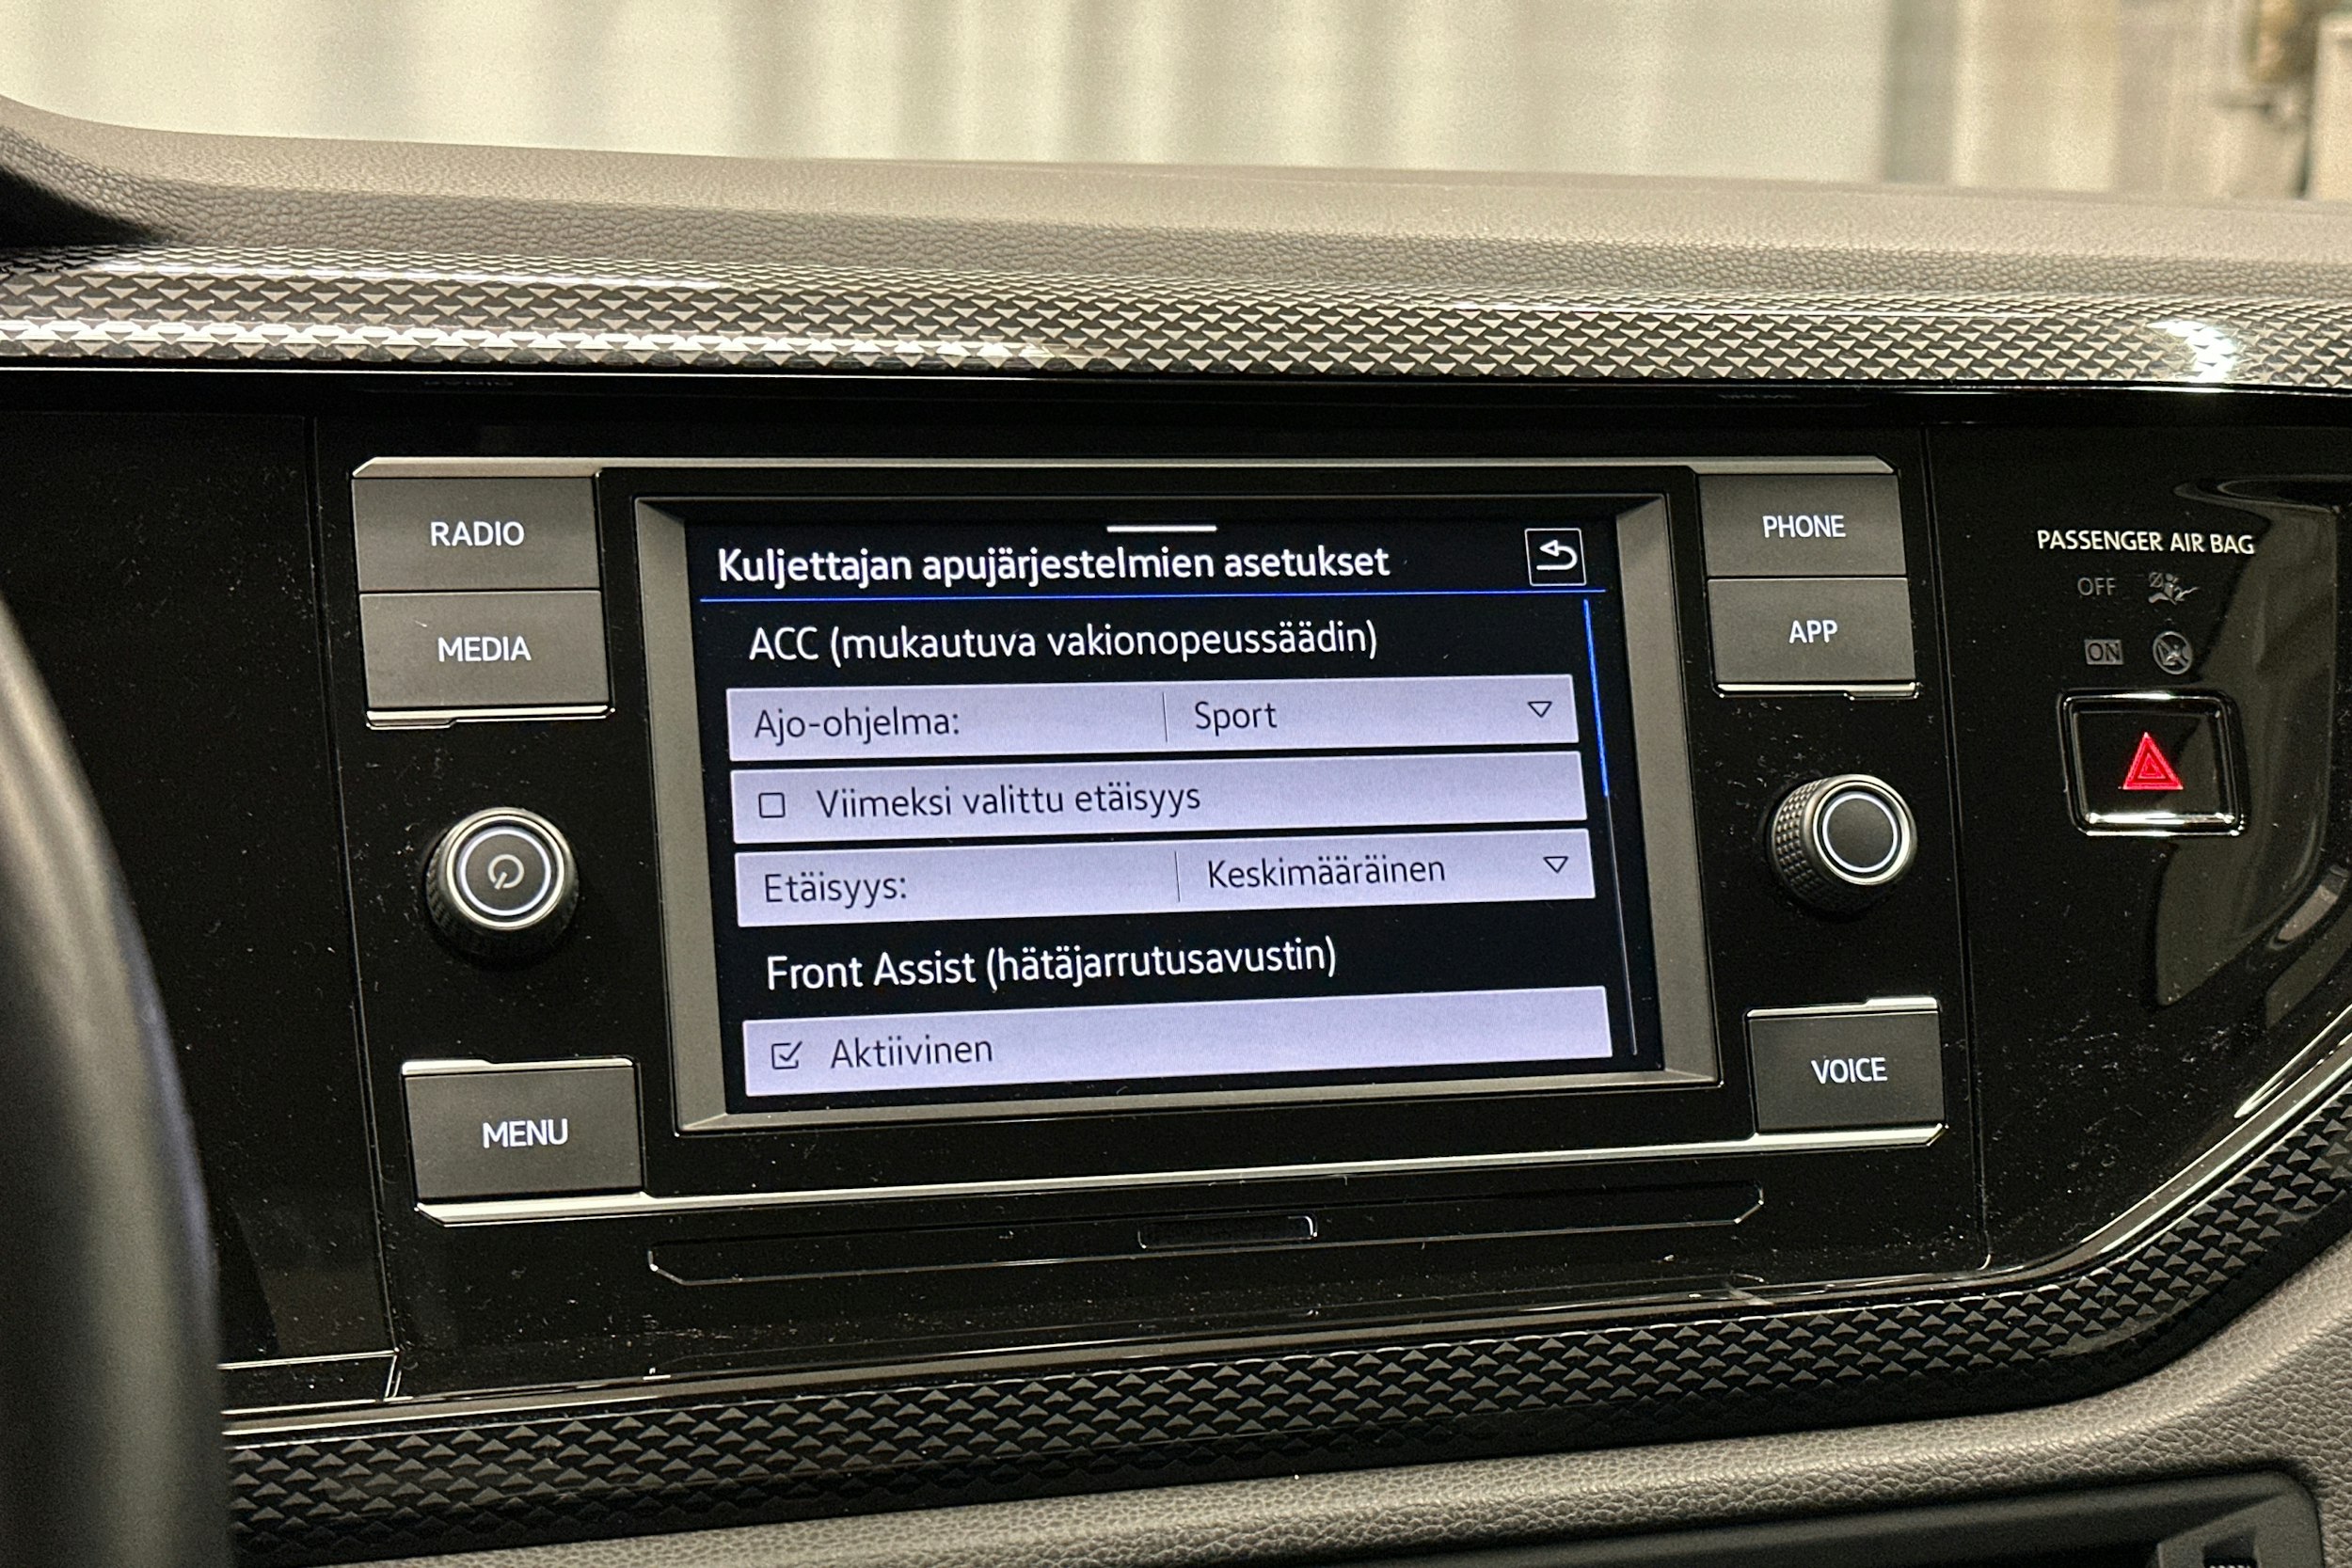 RADIO
MEDIA
MENU
Kuljettajan apujärjestelmien asetukset
ACC (mukautuva vakionopeussäädin)
Ajo-ohjelma: Sport
Viimeksi valittu etäisyys
Etäisyys: Keskimääräinen
Front Assist (hätäjarrutusavustin)
Aktiivinen
PHONE
APP
VOICE
PASSENGER AIR BAG
OFF
ON